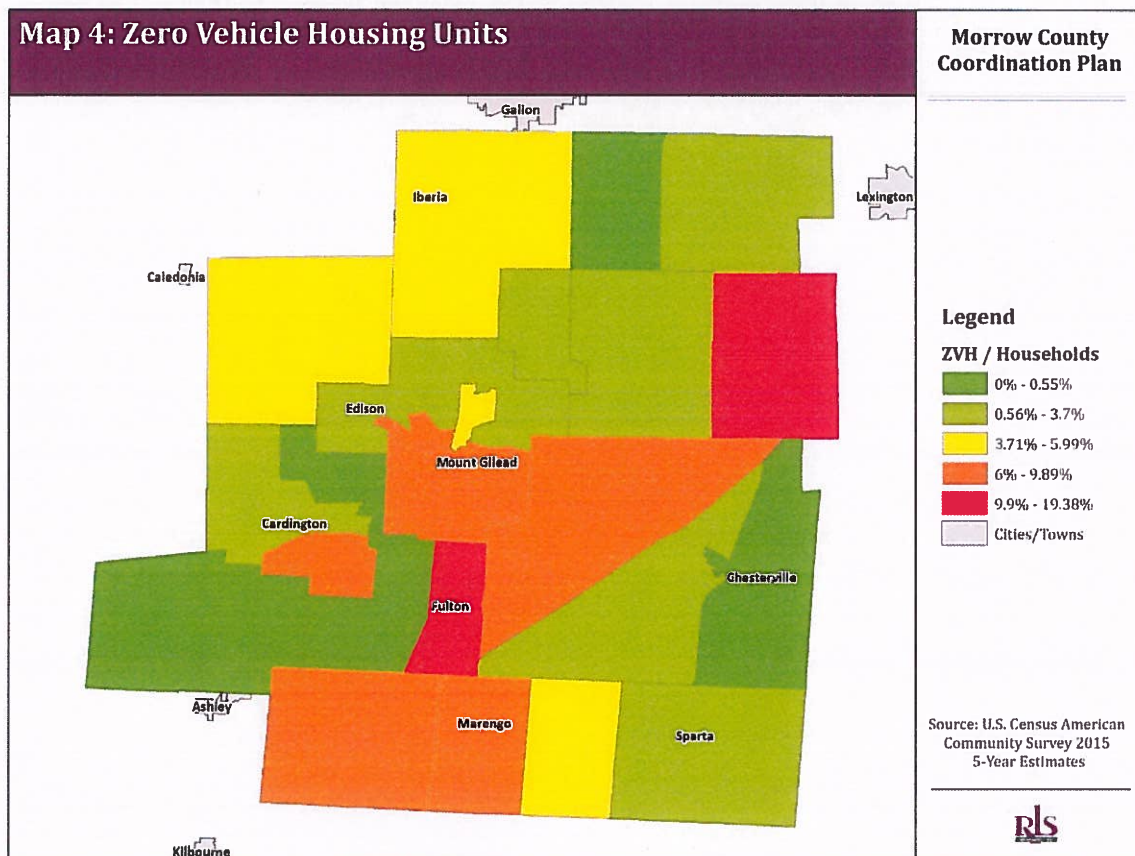 Map 4: Zero Vehicle Housing Units
Morrow County
Coordination Plan
Galion
Iberia
Lexington
Caledonia
Edison
Mount Gilead
Cardington
Chesterville
Fulton
Ashley
Marengo
Sparta
Kilbourne
Legend
ZVH / Households
0% - 0.55%
0.56% - 3.7%
3.71% - 5.99%
6% - 9.89%
9.9% - 19.38%
Cities/Towns
Source: U.S. Census American
Community Survey 2015
5-Year Estimates
RLS